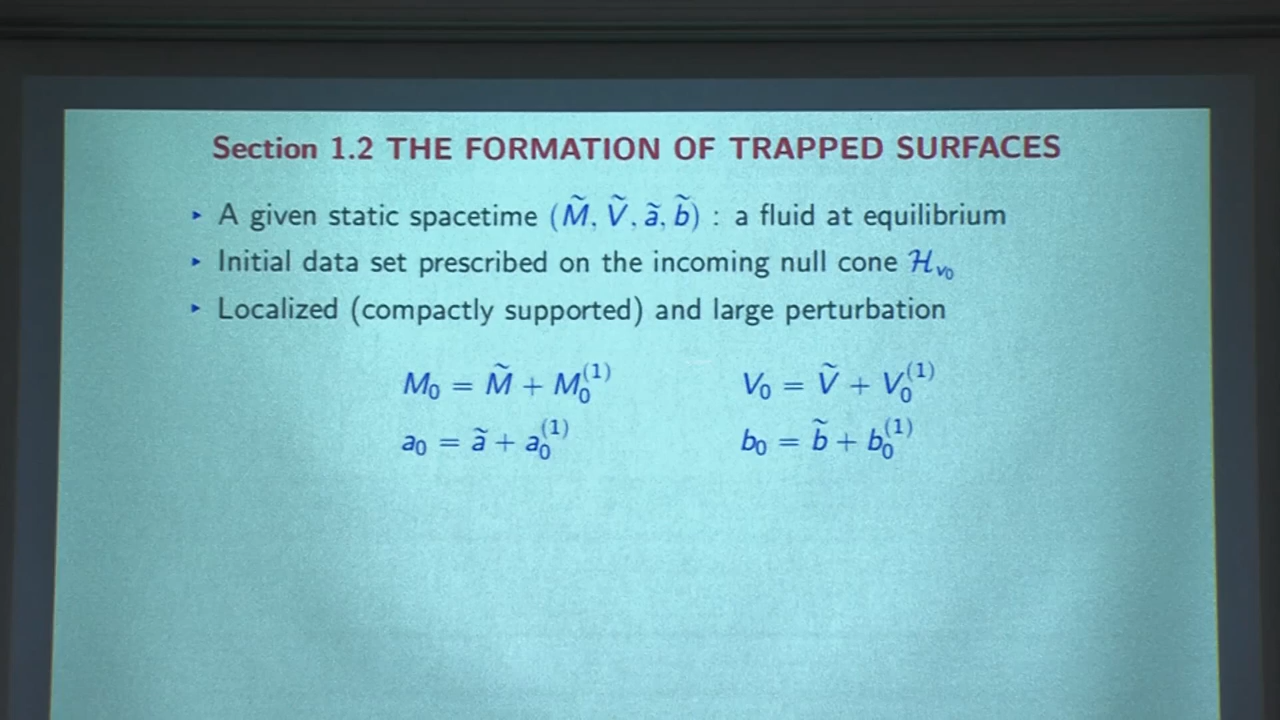 Section 1.2 THE FORMATION OF TRAPPED SURFACES
▸ A given static spacetime (M̃, Ṽ, ã, b̃) : a fluid at equilibrium
▸ Initial data set prescribed on the incoming null cone ℋ_{v₀}
▸ Localized (compactly supported) and large perturbation
M₀ = M̃ + M₀⁽¹⁾ V₀ = Ṽ + V₀⁽¹⁾
a₀ = ã + a₀⁽¹⁾ b₀ = b̃ + b₀⁽¹⁾